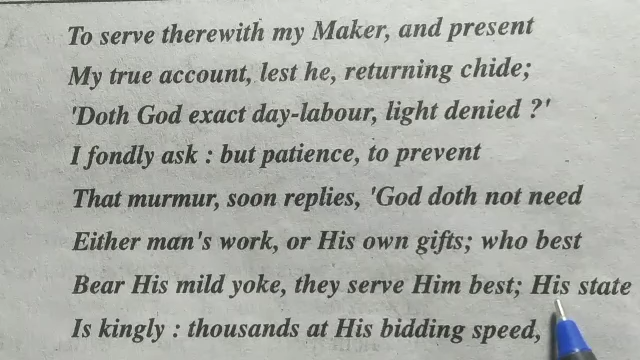 To serve therewith my Maker, and present
My true account, lest he, returning chide;
'Doth God exact day-labour, light denied ?'
I fondly ask : but patience, to prevent
That murmur, soon replies, 'God doth not need
Either man's work, or His own gifts; who best
Bear His mild yoke, they serve Him best; His state
Is kingly : thousands at His bidding speed,